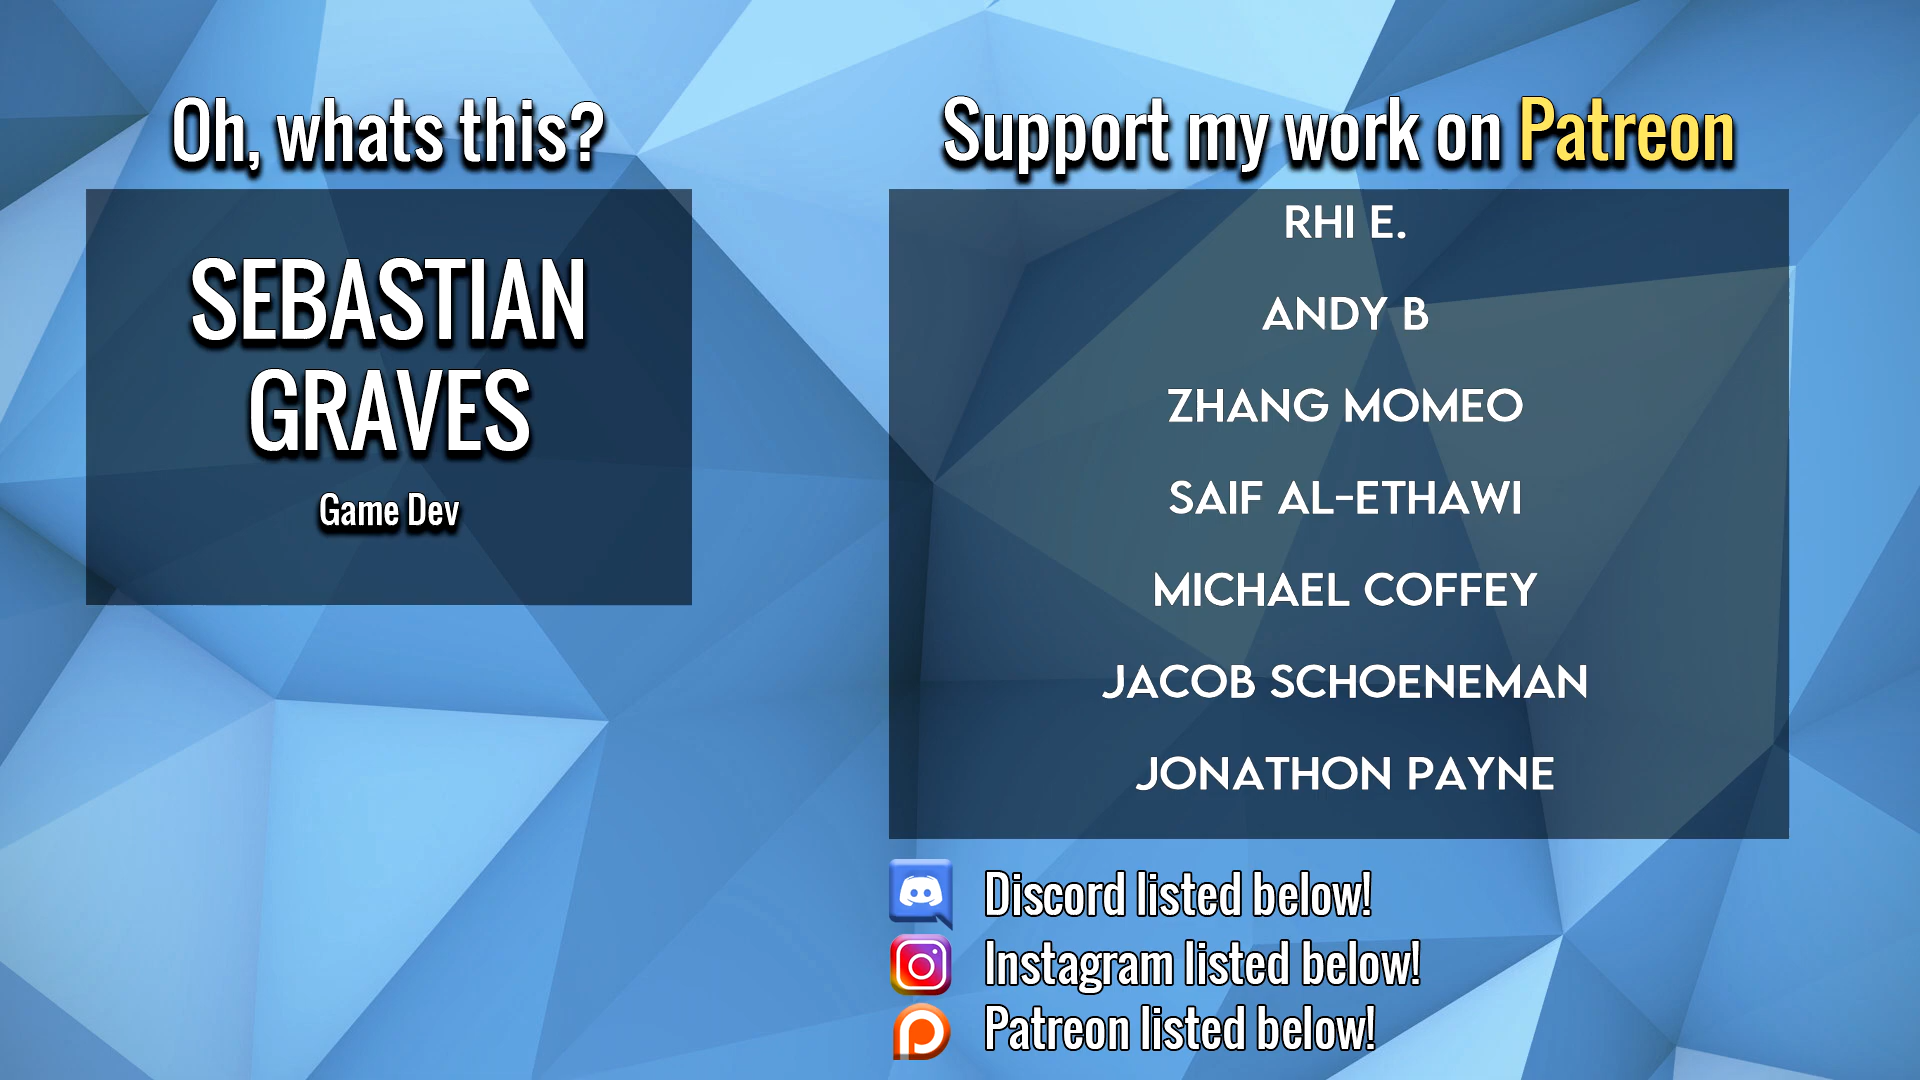 Oh, whats this?
SEBASTIAN
GRAVES
Game Dev
Support my work on Patreon
RHI E.
ANDY B
ZHANG MOMEO
SAIF AL-ETHAWI
MICHAEL COFFEY
JACOB SCHOENEMAN
JONATHON PAYNE
Discord listed below!
Instagram listed below!
Patreon listed below!